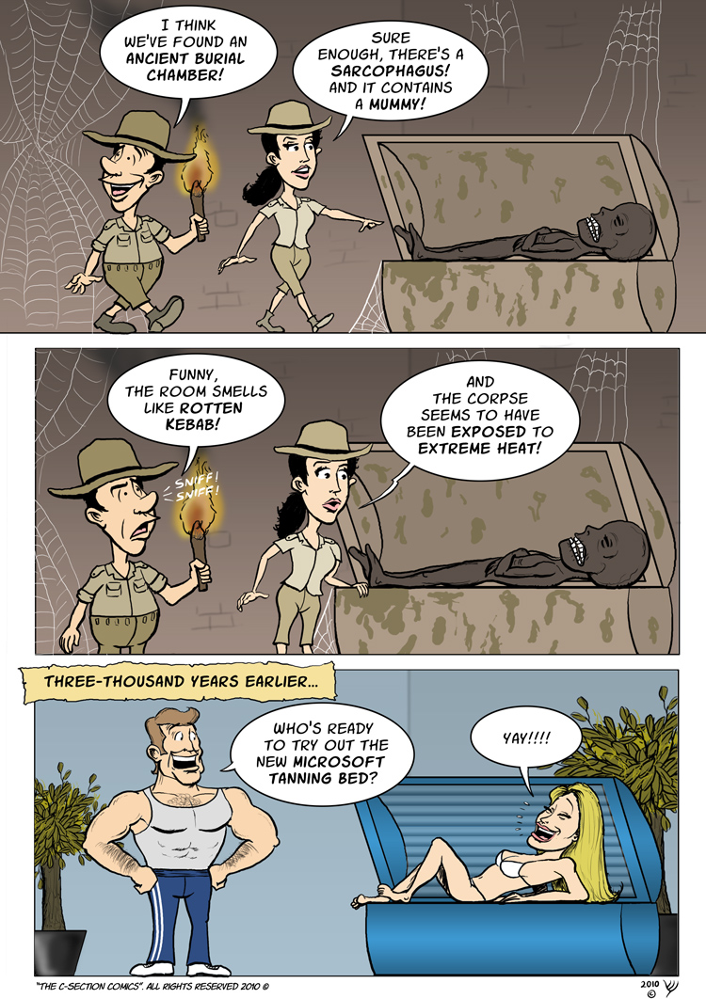 I THINK
WE'VE FOUND AN
ANCIENT BURIAL
CHAMBER!
SURE
ENOUGH, THERE'S A
SARCOPHAGUS!
AND IT CONTAINS
A MUMMY!
FUNNY,
THE ROOM SMELLS
LIKE ROTTEN
KEBAB!
SNIFF!
SNIFF!
AND
THE CORPSE
SEEMS TO HAVE
BEEN EXPOSED TO
EXTREME HEAT!
THREE-THOUSAND YEARS EARLIER...
WHO'S READY
TO TRY OUT THE
NEW MICROSOFT
TANNING BED?
YAY!!!!
"THE C-SECTION COMICS". ALL RIGHTS RESERVED 2010 ©
2010
©